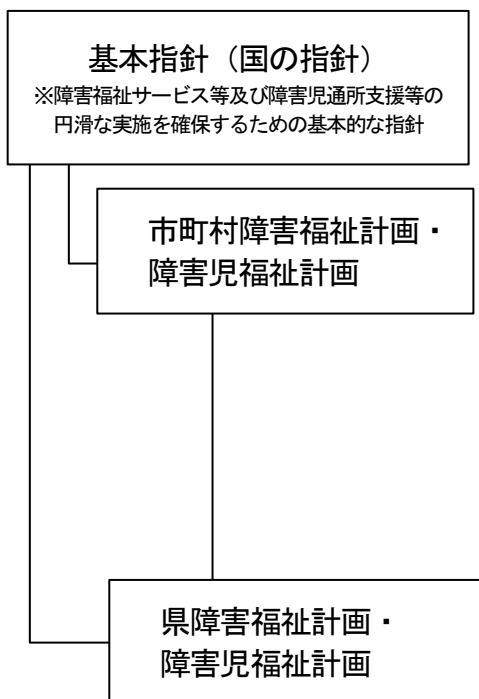 基本指針（国の指針）
※障害福祉サービス等及び障害児通所支援等の
円滑な実施を確保するための基本的な指針
市町村障害福祉計画・
障害児福祉計画
県障害福祉計画・
障害児福祉計画